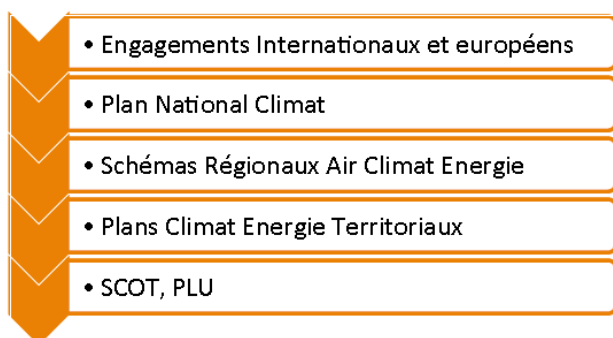 • Engagements Internationaux et européens
• Plan National Climat
• Schémas Régionaux Air Climat Energie
• Plans Climat Energie Territoriaux
• SCOT, PLU